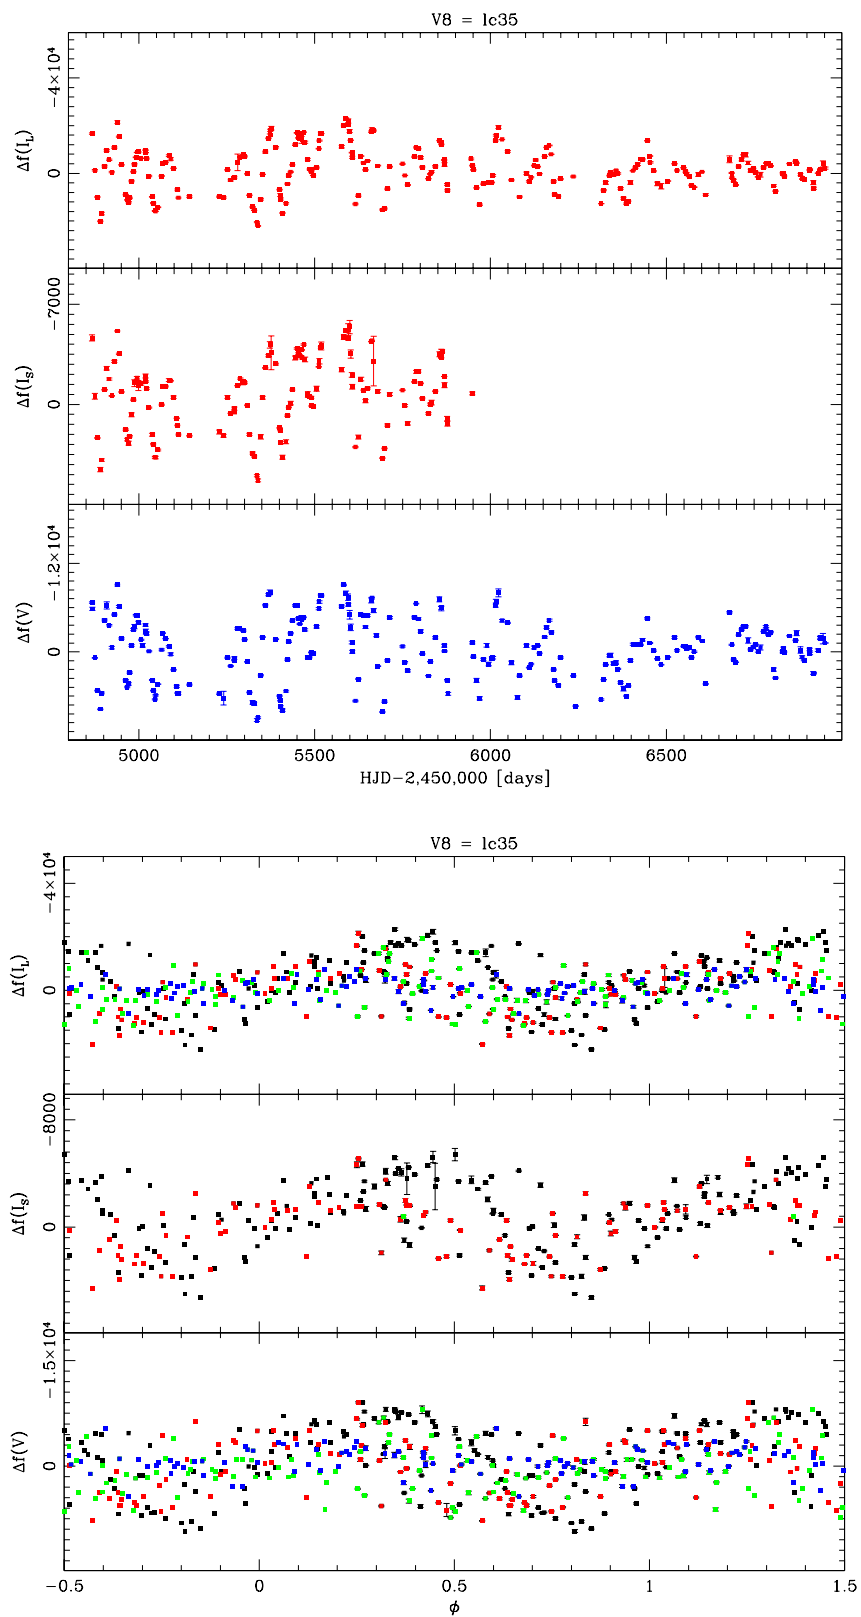 V8 = lc35
−4×10⁴
0
Δf(I_L)
−7000
0
Δf(I_S)
−1.2×10⁴
0
Δf(V)
5000 5500 6000 6500
HJD−2,450,000 [days]
V8 = lc35
−4×10⁴
0
Δf(I_L)
−8000
0
Δf(I_S)
−1.5×10⁴
0
Δf(V)
−0.5 0 0.5 1 1.5
ϕ